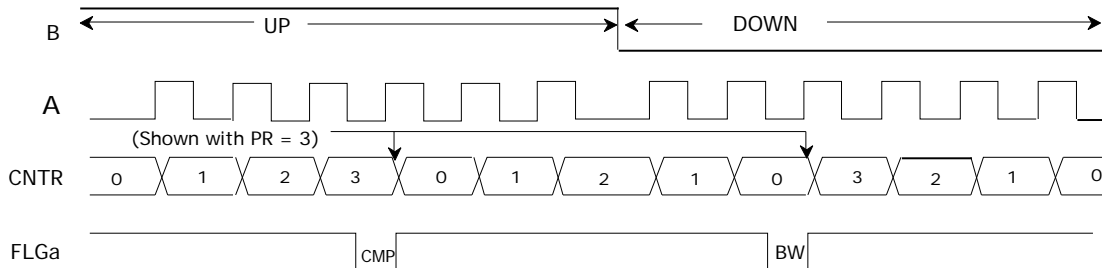 B UP DOWN
A
(Shown with PR = 3)
CNTR 0 1 2 3 0 1 2 1 0 3 2 1 0
FLGa CMP BW